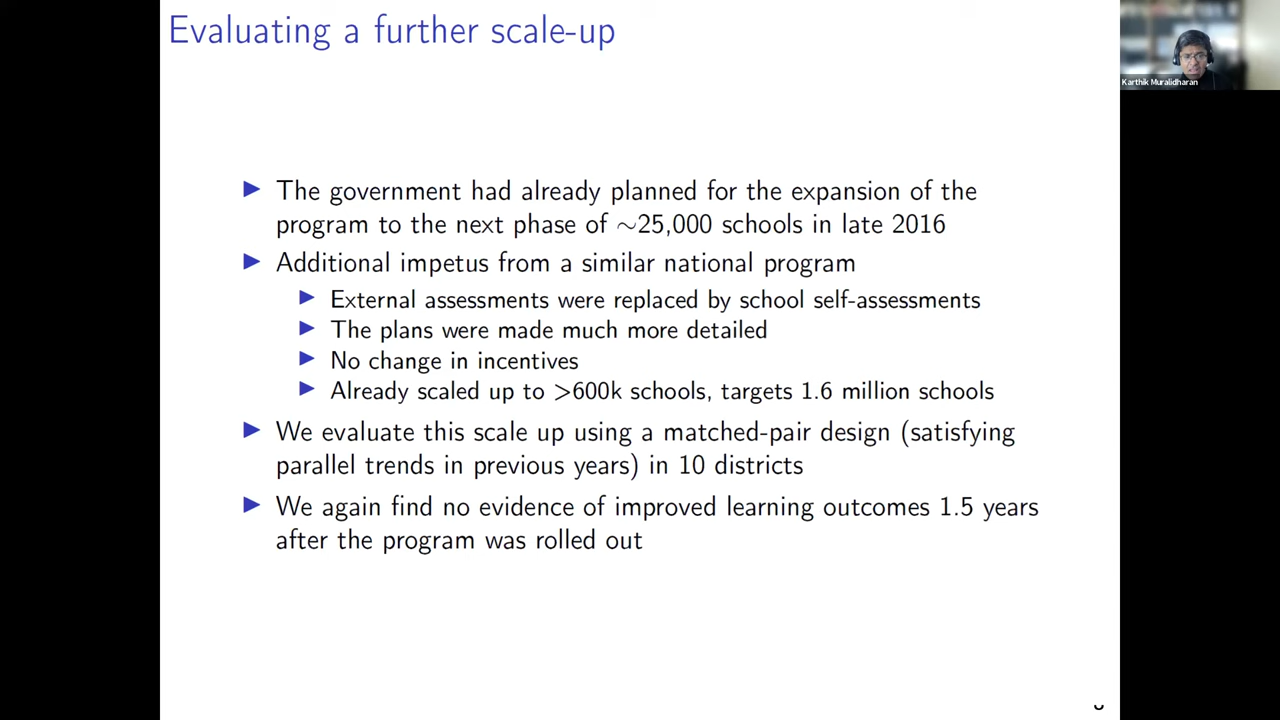 Evaluating a further scale-up
Karthik Muralidharan
▶ The government had already planned for the expansion of the
program to the next phase of ∼25,000 schools in late 2016
▶ Additional impetus from a similar national program
▶ External assessments were replaced by school self-assessments
▶ The plans were made much more detailed
▶ No change in incentives
▶ Already scaled up to >600k schools, targets 1.6 million schools
▶ We evaluate this scale up using a matched-pair design (satisfying
parallel trends in previous years) in 10 districts
▶ We again find no evidence of improved learning outcomes 1.5 years
after the program was rolled out